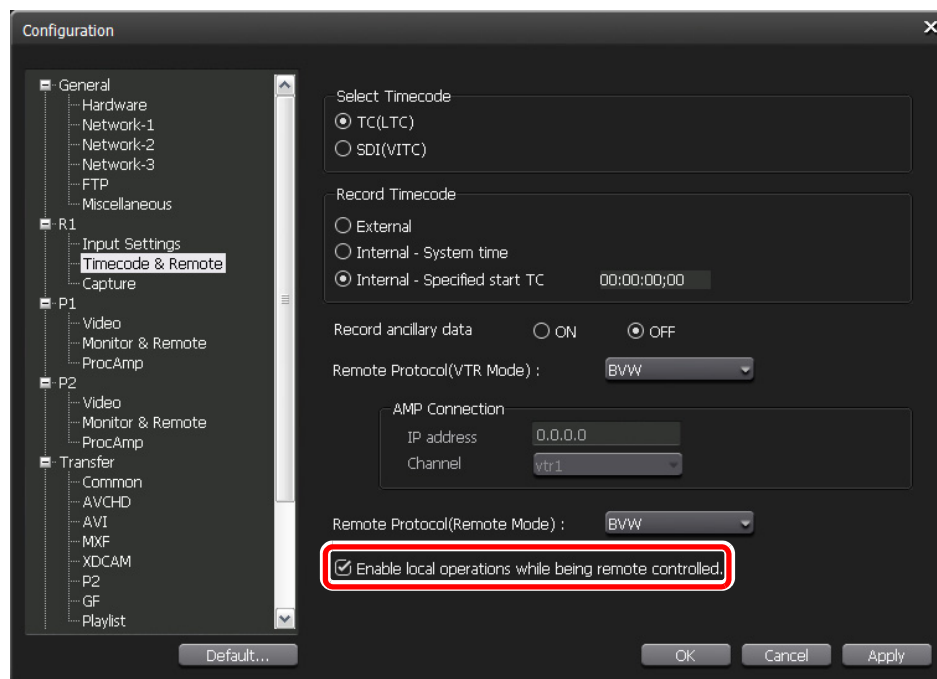 Configuration
General
Hardware
Network-1
Network-2
Network-3
FTP
Miscellaneous
R1
Input Settings
Timecode & Remote
Capture
P1
Video
Monitor & Remote
ProcAmp
P2
Video
Monitor & Remote
ProcAmp
Transfer
Common
AVCHD
AVI
MXF
XDCAM
P2
GF
Playlist
Default...
Select Timecode
TC(LTC)
SDI(VITC)
Record Timecode
External
Internal - System time
Internal - Specified start TC 00:00:00;00
Record ancillary data ON OFF
Remote Protocol(VTR Mode) : BVW
AMP Connection
IP address 0.0.0.0
Channel vtr1
Remote Protocol(Remote Mode) : BVW
Enable local operations while being remote controlled.
OK Cancel Apply